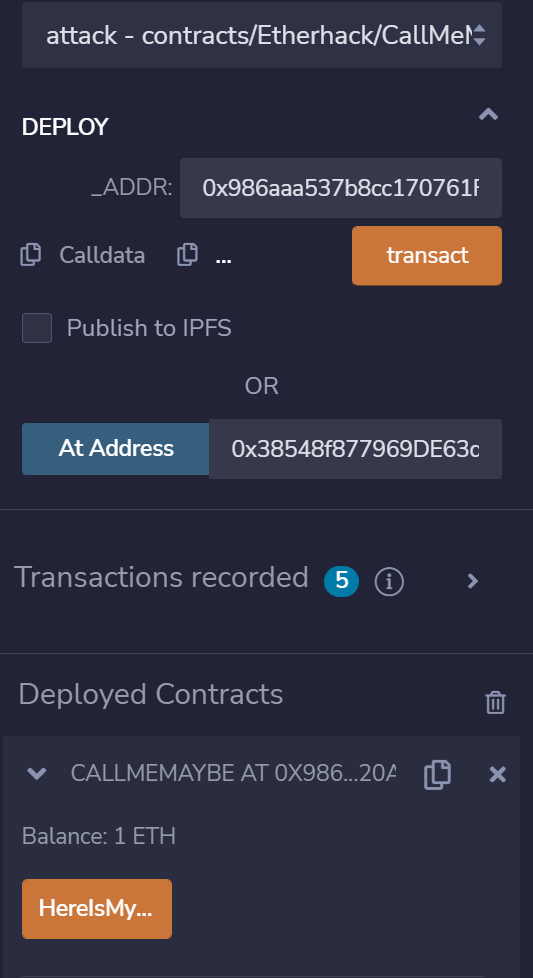 attack - contracts/Etherhack/CallMeM
DEPLOY
_ADDR: 0x986aaa537b8cc170761F
Calldata ... transact
Publish to IPFS
OR
At Address 0x38548f877969DE63c
Transactions recorded 5 i
Deployed Contracts
CALLMEMAYBE AT 0X986...20A
Balance: 1 ETH
HereIsMy...